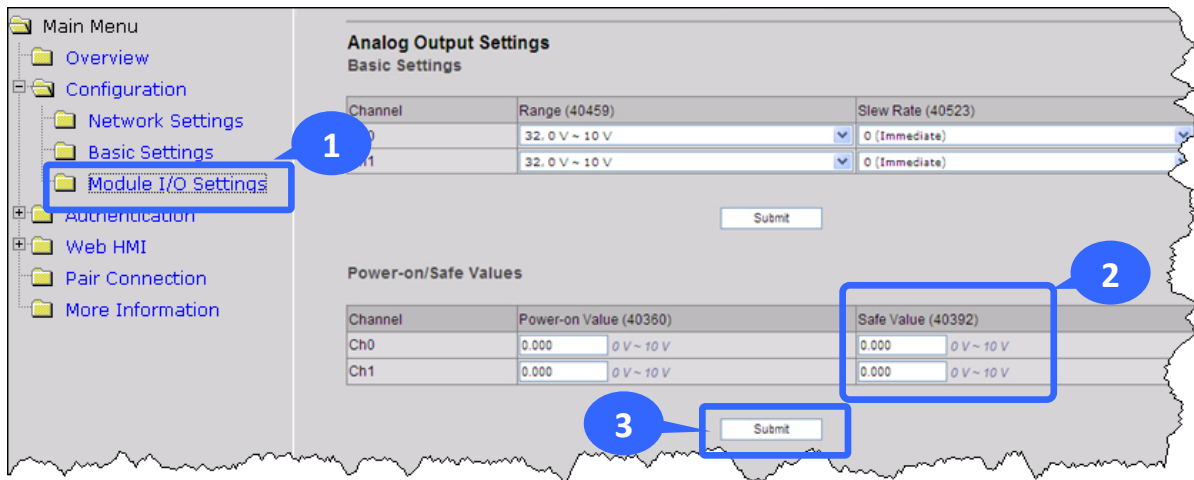 Main Menu
Overview
Configuration
Network Settings
Basic Settings
Module I/O Settings
Authentication
Web HMI
Pair Connection
More Information
1
Analog Output Settings
Basic Settings
Channel Range (40459) Slew Rate (40523)
32, 0 V ~ 10 V 0 (Immediate)
32, 0 V ~ 10 V 0 (Immediate)
Submit
Power-on/Safe Values
2
Channel Power-on Value (40360) Safe Value (40392)
Ch0 0.000 0 V ~ 10 V 0.000 0 V ~ 10 V
Ch1 0.000 0 V ~ 10 V 0.000 0 V ~ 10 V
3
Submit